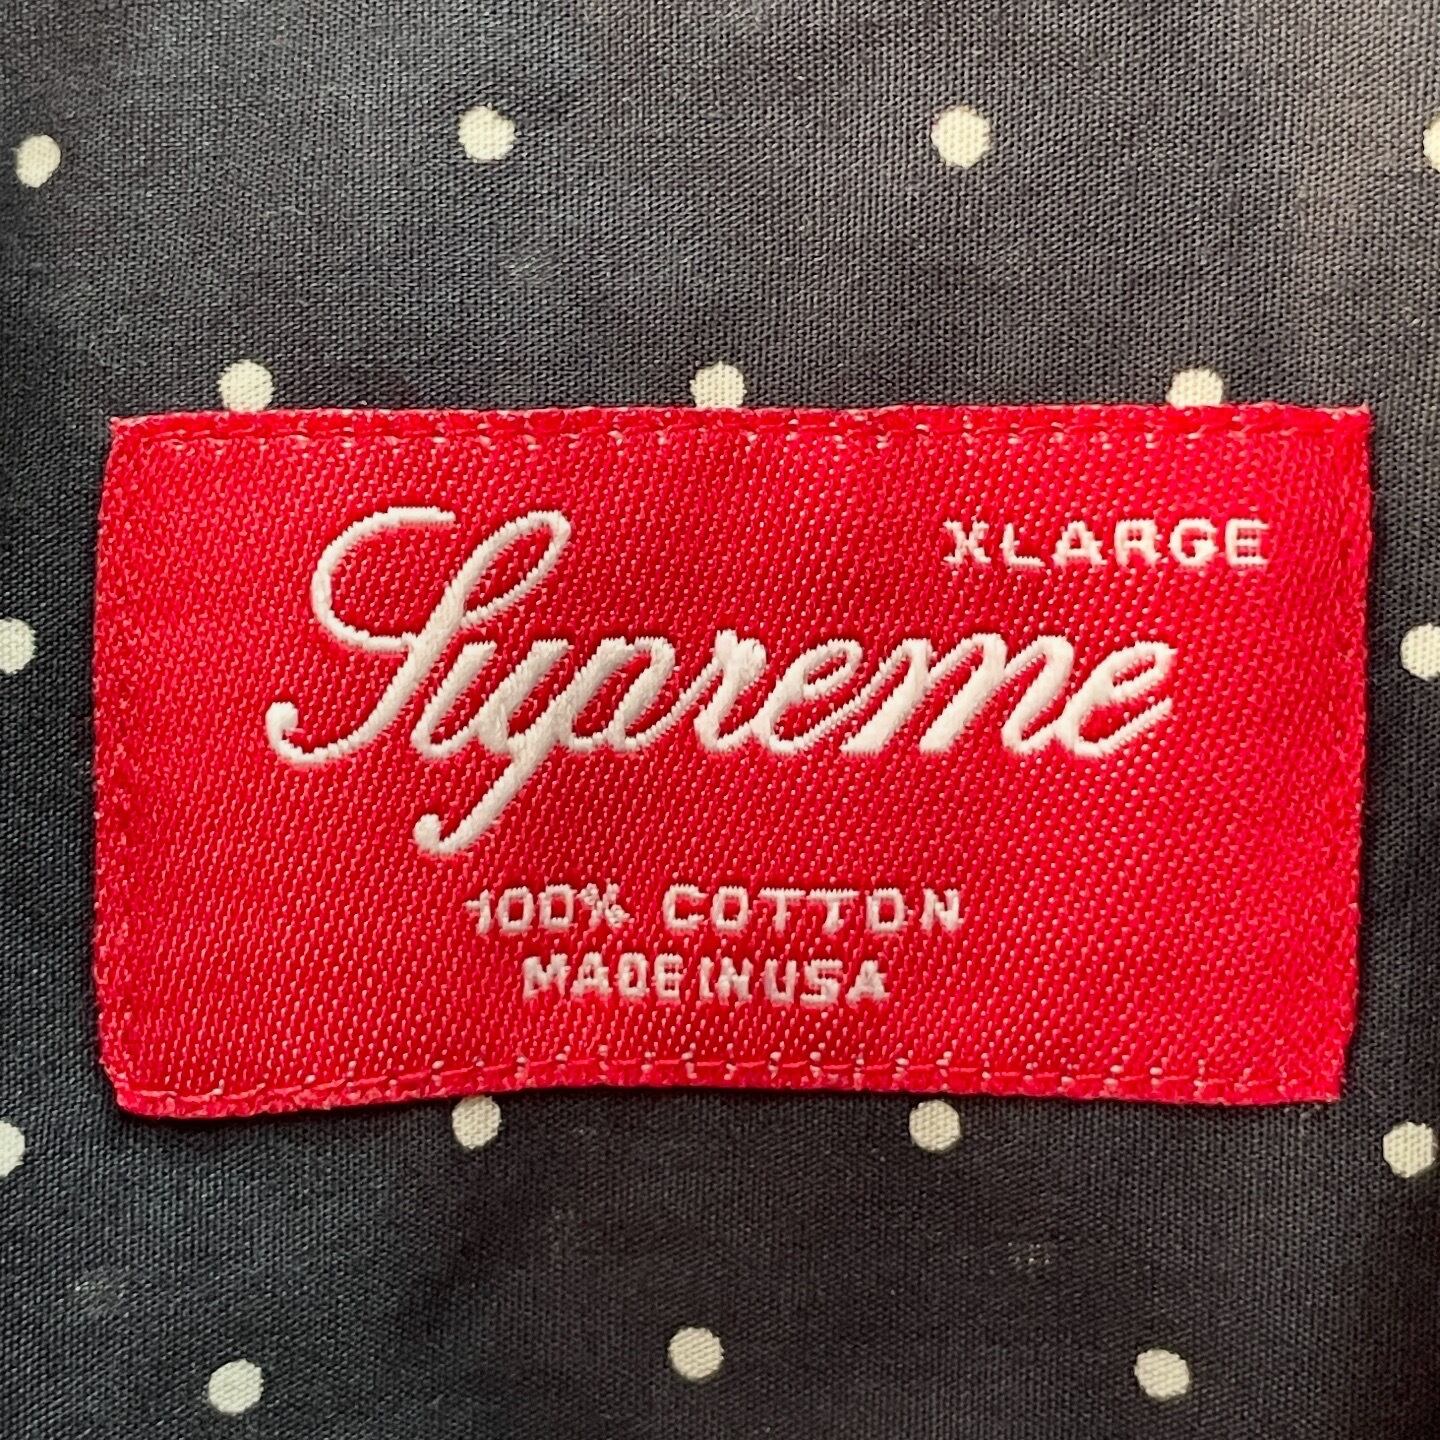 XLARGE
Supreme
100% COTTON
MADE IN USA